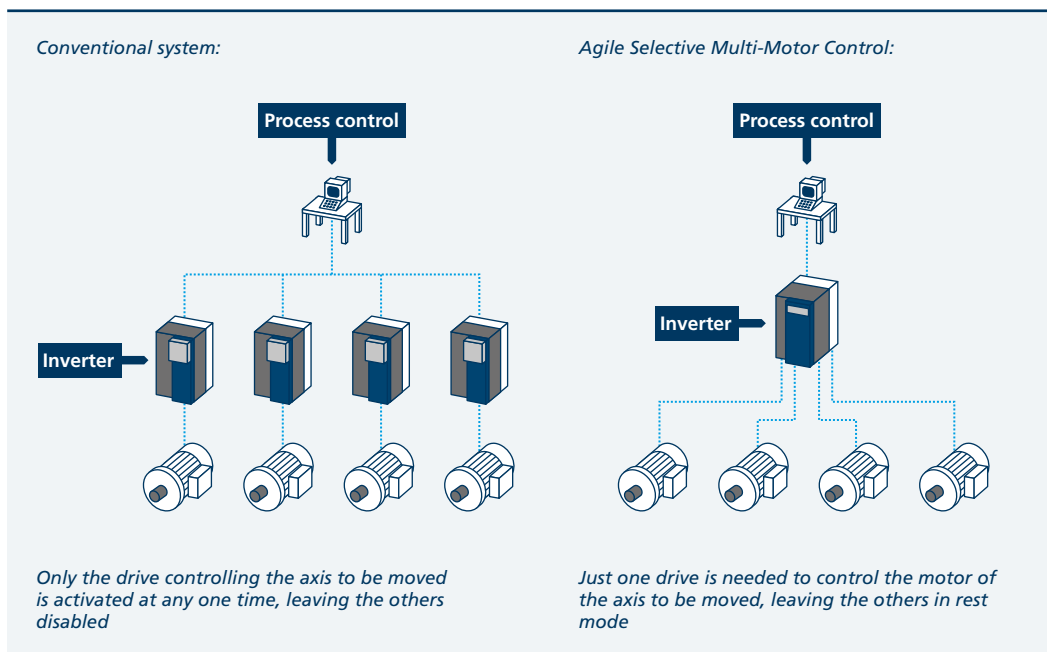 Conventional system:
Process control
Inverter
Only the drive controlling the axis to be moved
is activated at any one time, leaving the others
disabled
Agile Selective Multi-Motor Control:
Process control
Inverter
Just one drive is needed to control the motor of
the axis to be moved, leaving the others in rest
mode